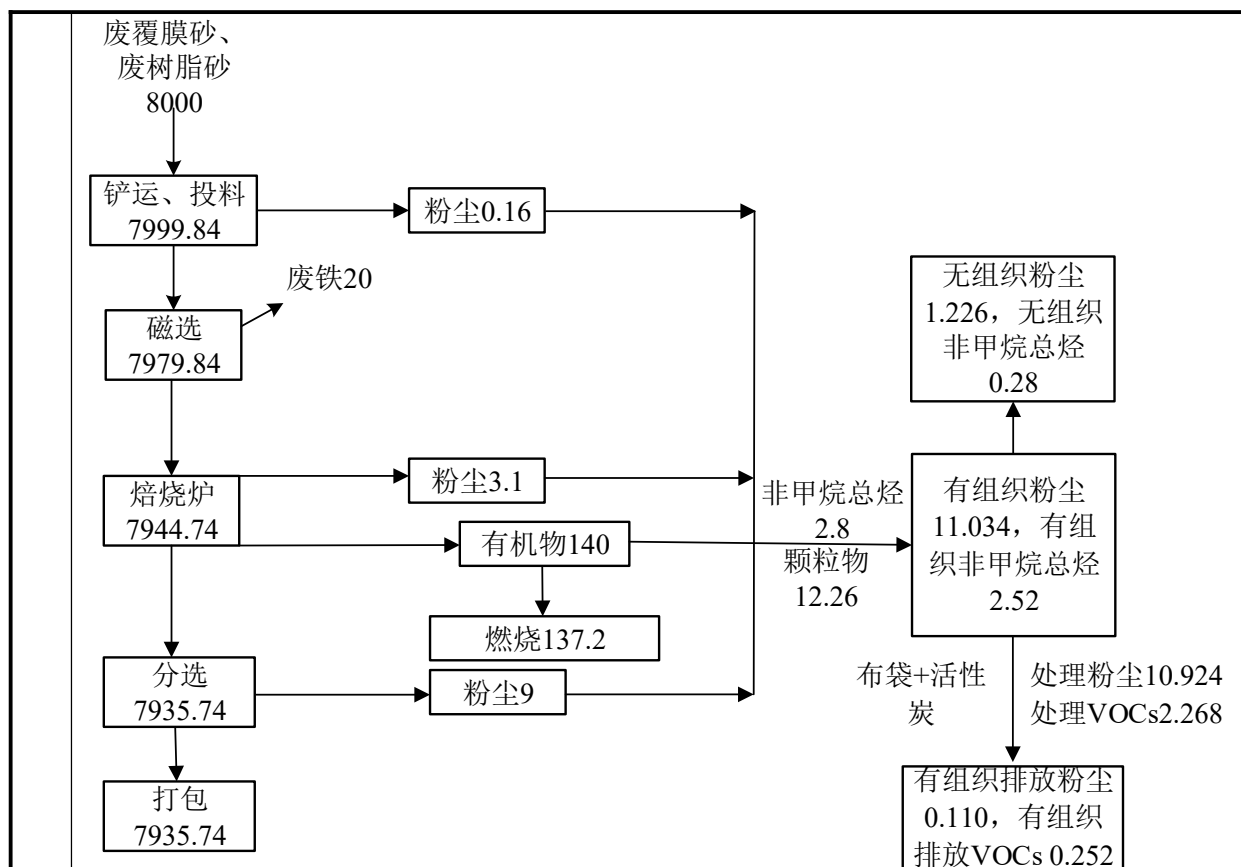 废覆膜砂、
废树脂砂
8000
铲运、投料
7999.84
粉尘0.16
废铁20
磁选
7979.84
焙烧炉
7944.74
粉尘3.1
有机物140
燃烧137.2
分选
7935.74
粉尘9
打包
7935.74
非甲烷总烃
2.8
颗粒物
12.26
无组织粉尘
1.226，无组织
非甲烷总烃
0.28
有组织粉尘
11.034，有组
织非甲烷总烃
2.52
布袋+活性
炭
处理粉尘10.924
处理VOCs2.268
有组织排放粉尘
0.110，有组织
排放VOCs 0.252